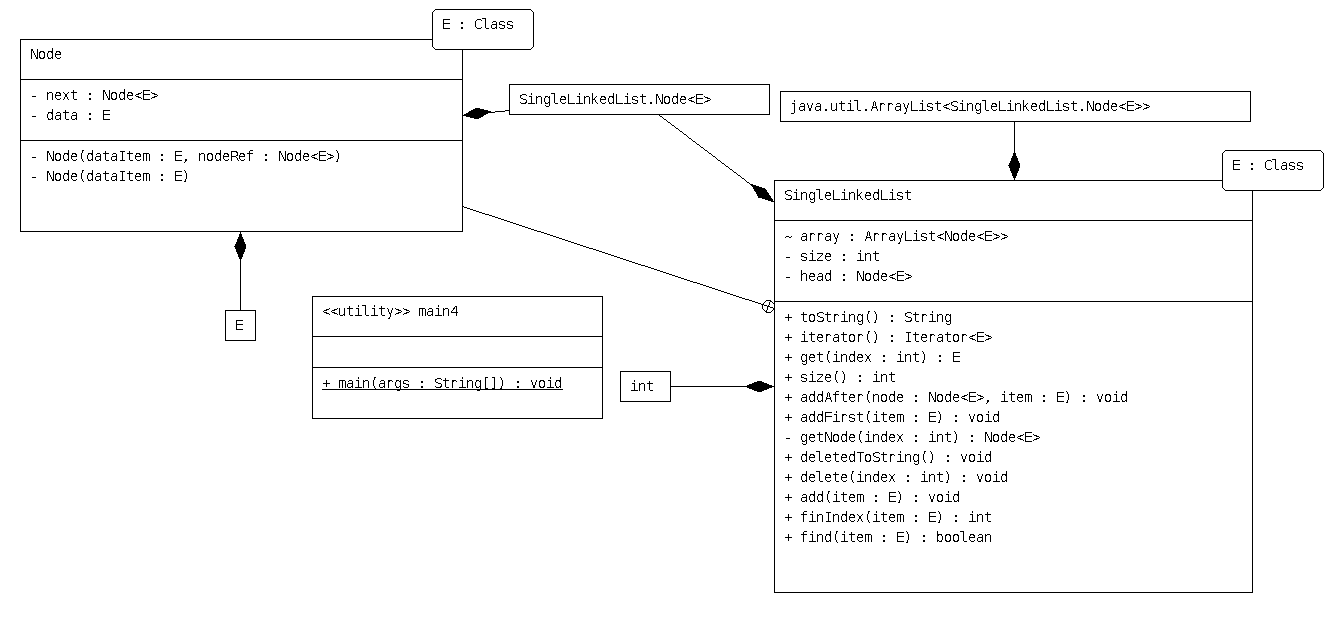 E : Class
Node
- next : Node<E>
- data : E
- Node(dataItem : E, nodeRef : Node<E>)
- Node(dataItem : E)
SingleLinkedList.Node<E>
java.util.ArrayList<SingleLinkedList.Node<E>>
E : Class
SingleLinkedList
~ array : ArrayList<Node<E>>
- size : int
- head : Node<E>
+ toString() : String
+ iterator() : Iterator<E>
+ get(index : int) : E
+ size() : int
+ addAfter(node : Node<E>, item : E) : void
+ addFirst(item : E) : void
- getNode(index : int) : Node<E>
+ deletedToString() : void
+ delete(index : int) : void
+ add(item : E) : void
+ finIndex(item : E) : int
+ find(item : E) : boolean
E
<<utility>> main4
+ main(args : String[]) : void
int